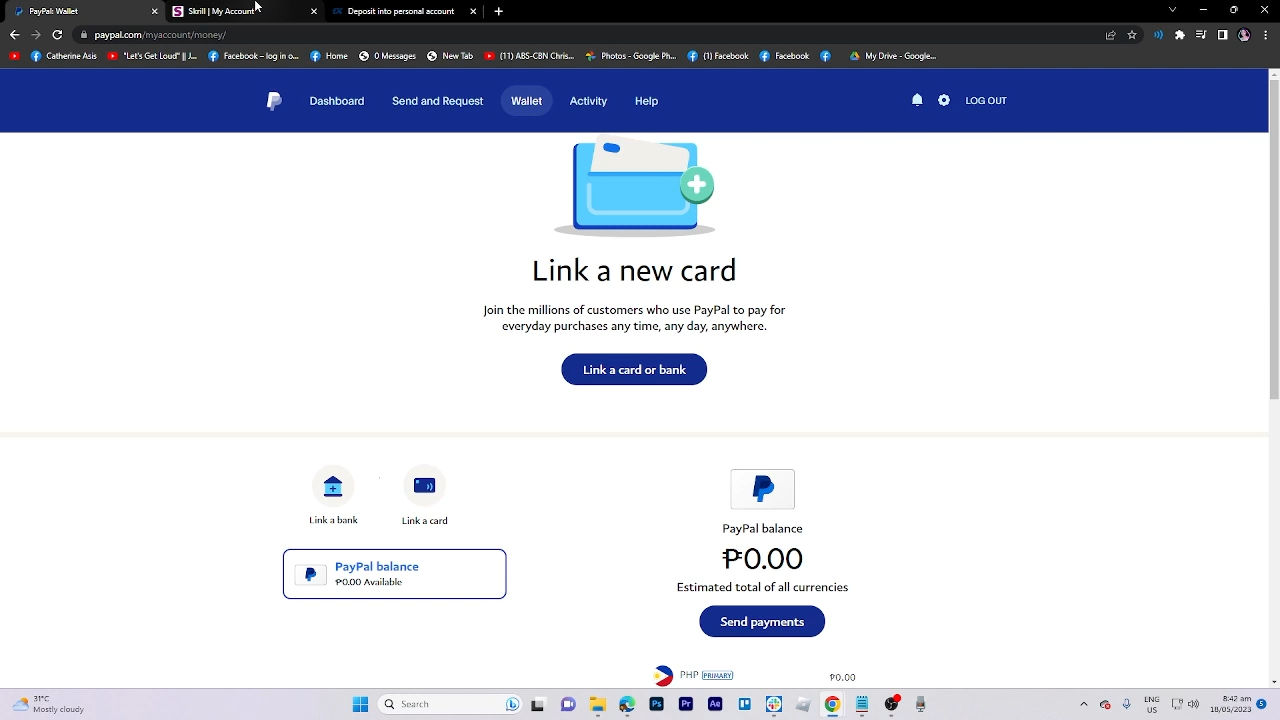 PayPal: Wallet
Skrill | My Account
Deposit into personal account
paypal.com/myaccount/money/
Catherine Asis
"Let's Get Loud" || J...
Facebook – log in o...
Home
0 Messages
New Tab
(11) ABS-CBN Chris...
Photos - Google Ph...
(1) Facebook
Facebook
My Drive - Google...
Dashboard
Send and Request
Wallet
Activity
Help
LOG OUT
Link a new card
Join the millions of customers who use PayPal to pay for
everyday purchases any time, any day, anywhere.
Link a card or bank
Link a bank
Link a card
PayPal balance
₱0.00 Available
PayPal balance
₱0.00
Estimated total of all currencies
Send payments
PHP PRIMARY
₱0.00
31°C
Mostly cloudy
Search
ENG
US
8:42 am
18/05/2023